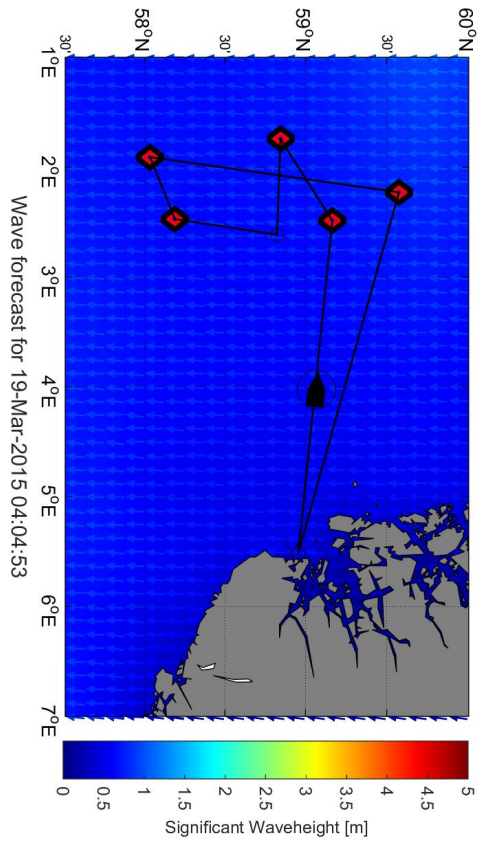 60°N
30'
59°N
30'
58°N
30'
1°E
2°E
3°E
4°E
5°E
6°E
7°E
Wave forecast for 19-Mar-2015 04:04:53
0
0.5
1
1.5
2
2.5
3
3.5
4
4.5
5
Significant Waveheight [m]